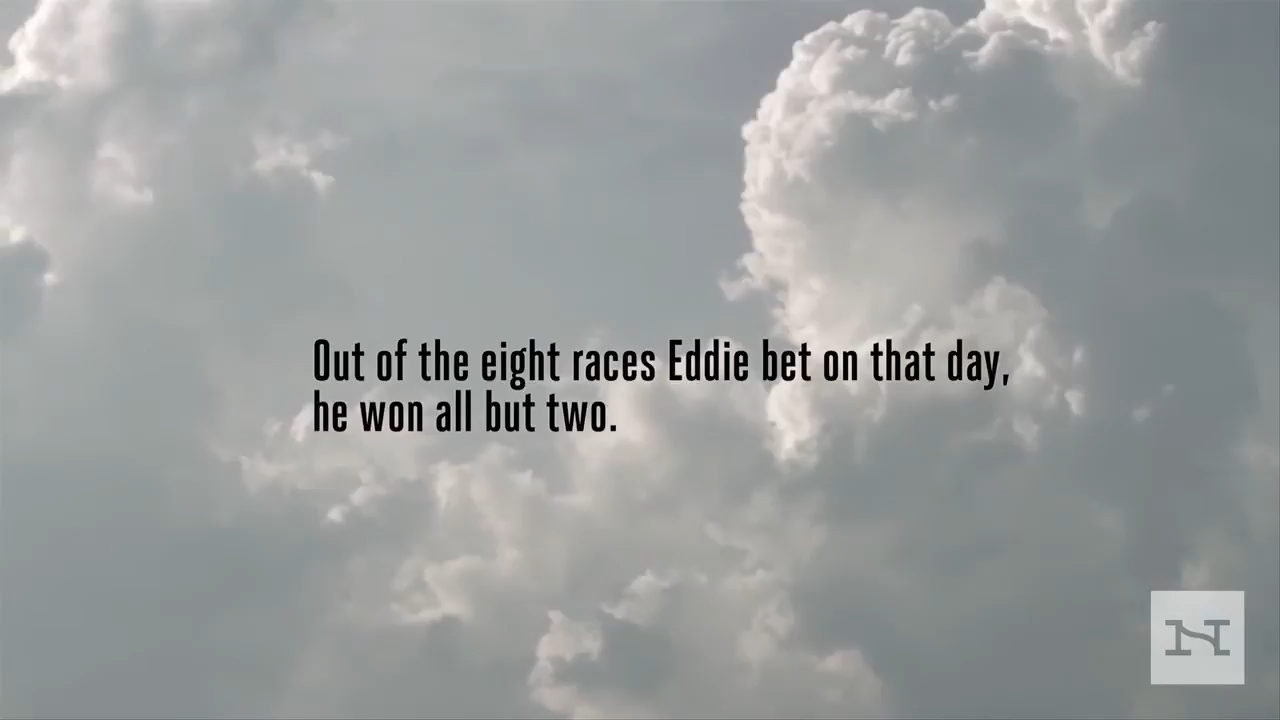 Out of the eight races Eddie bet on that day,
he won all but two.
N